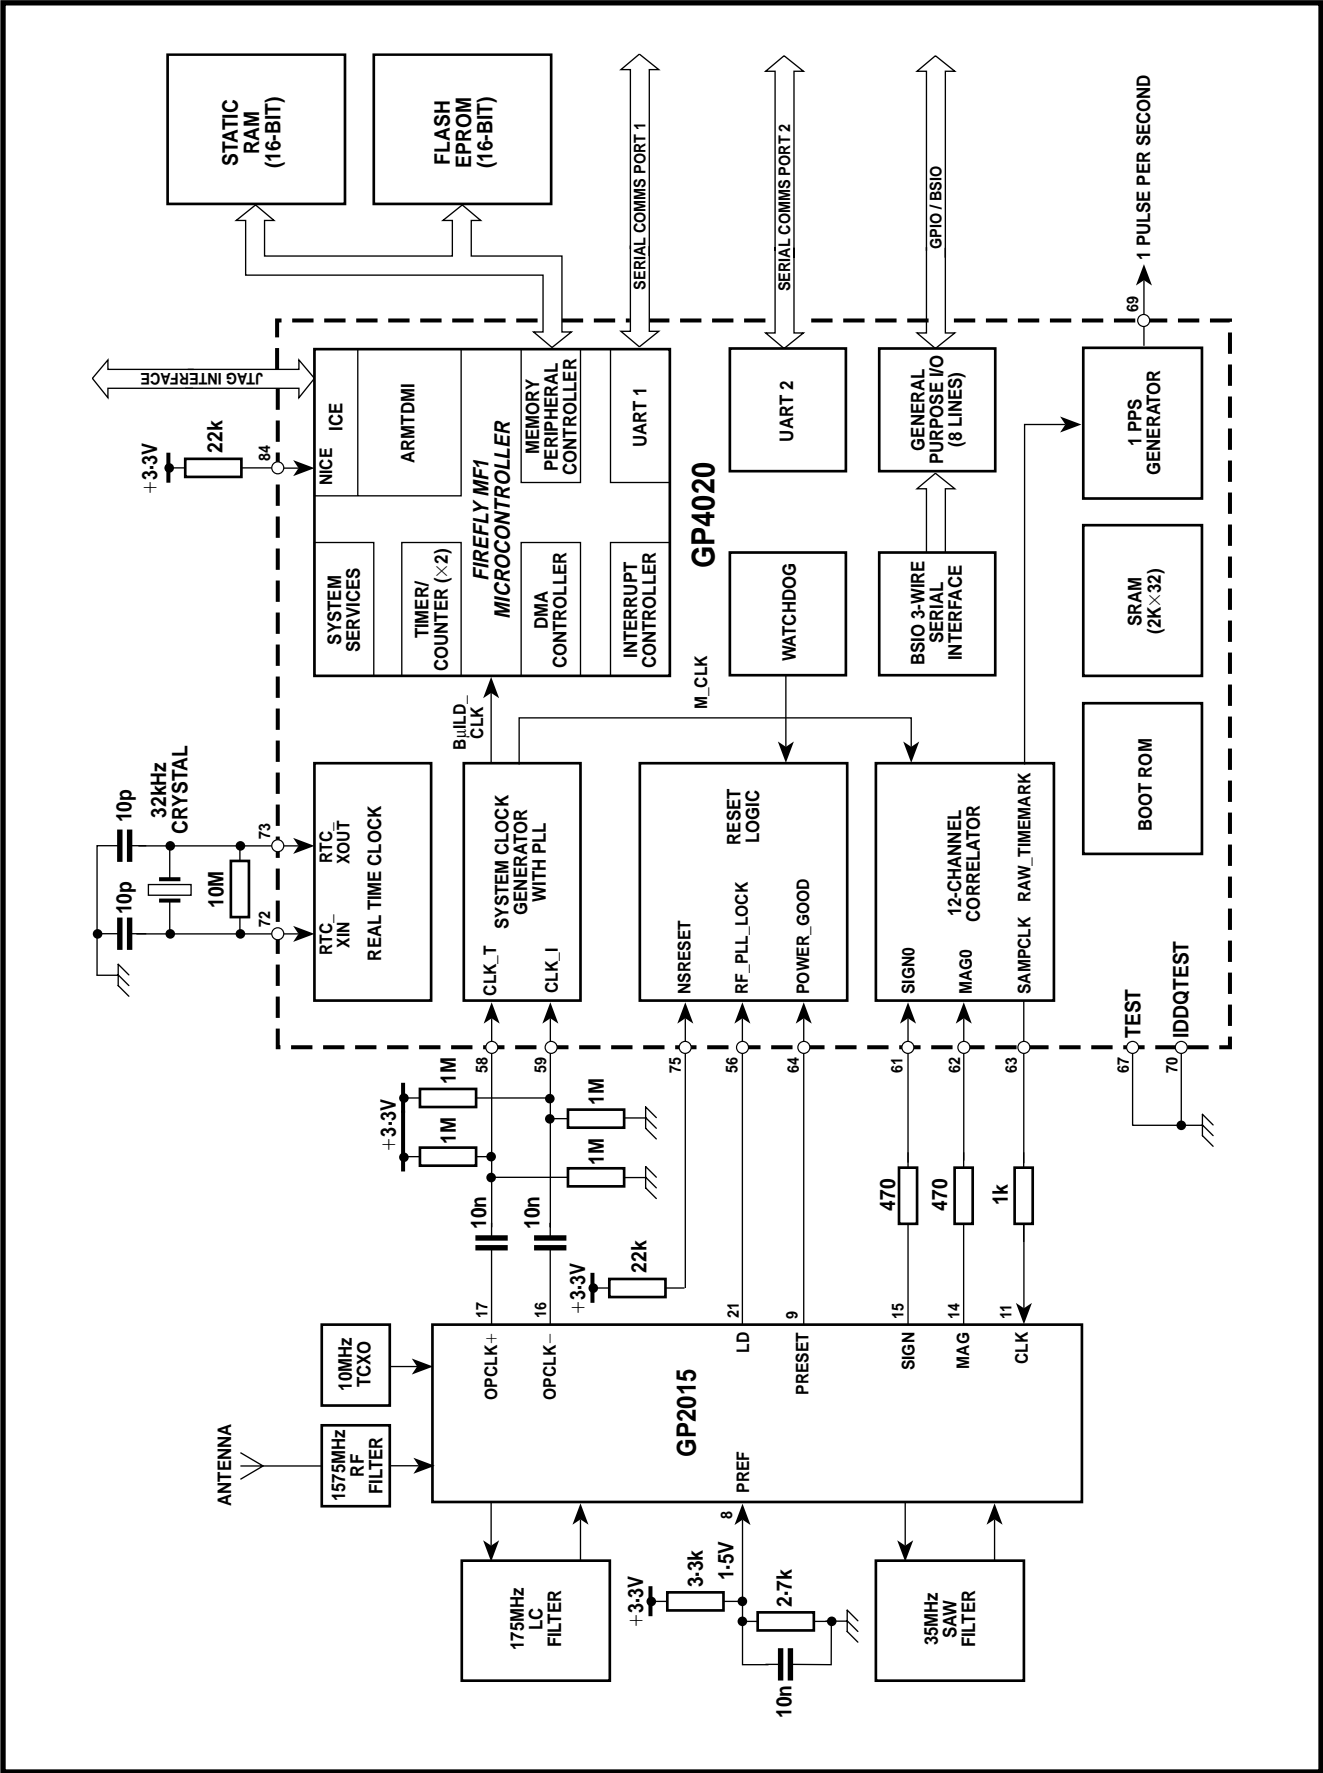 ANTENNA
1575MHz
RF
FILTER
10MHz
TCXO
175MHz
LC
FILTER
GP2015
OPCLK+
17
OPCLK−
16
LD
21
PRESET
9
SIGN
15
MAG
14
CLK
11
PREF
8
+3·3V
3·3k
1·5V
2·7k
10n
35MHz
SAW
FILTER
10n
10n
+3·3V
1M
1M
1M
1M
+3·3V
22k
470
470
1k
58
59
75
56
64
61
62
63
67
TEST
70
IDDQTEST
10p
10p
32kHz
CRYSTAL
10M
72
73
RTC_
XIN
RTC_
XOUT
REAL TIME CLOCK
CLK_T
CLK_I
SYSTEM CLOCK
GENERATOR
WITH PLL
BµILD_
CLK
M_CLK
NSRESET
RF_PLL_LOCK
POWER_GOOD
RESET
LOGIC
SIGN0
MAG0
SAMPCLK
12-CHANNEL
CORRELATOR
RAW_TIMEMARK
BOOT ROM
SRAM
(2K×32)
1 PPS
GENERATOR
69
1 PULSE PER SECOND
WATCHDOG
BSIO 3-WIRE
SERIAL
INTERFACE
GENERAL
PURPOSE I/O
(8 LINES)
UART 2
GP4020
SYSTEM
SERVICES
TIMER/
COUNTER (×2)
FIREFLY MF1
MICROCONTROLLER
DMA
CONTROLLER
INTERRUPT
CONTROLLER
NICE
ICE
ARMTDMI
MEMORY
PERIPHERAL
CONTROLLER
UART 1
+3·3V
22k
84
JTAG INTERFACE
STATIC
RAM
(16-BIT)
FLASH
EPROM
(16-BIT)
SERIAL COMMS PORT 1
SERIAL COMMS PORT 2
GPIO / BSIO